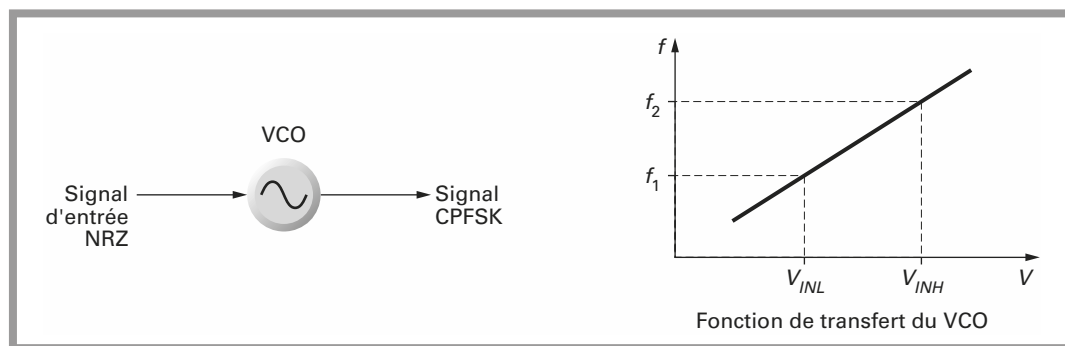 VCO
Signal
d'entrée
NRZ
Signal
CPFSK
f
f2
f1
VINL
VINH
V
Fonction de transfert du VCO